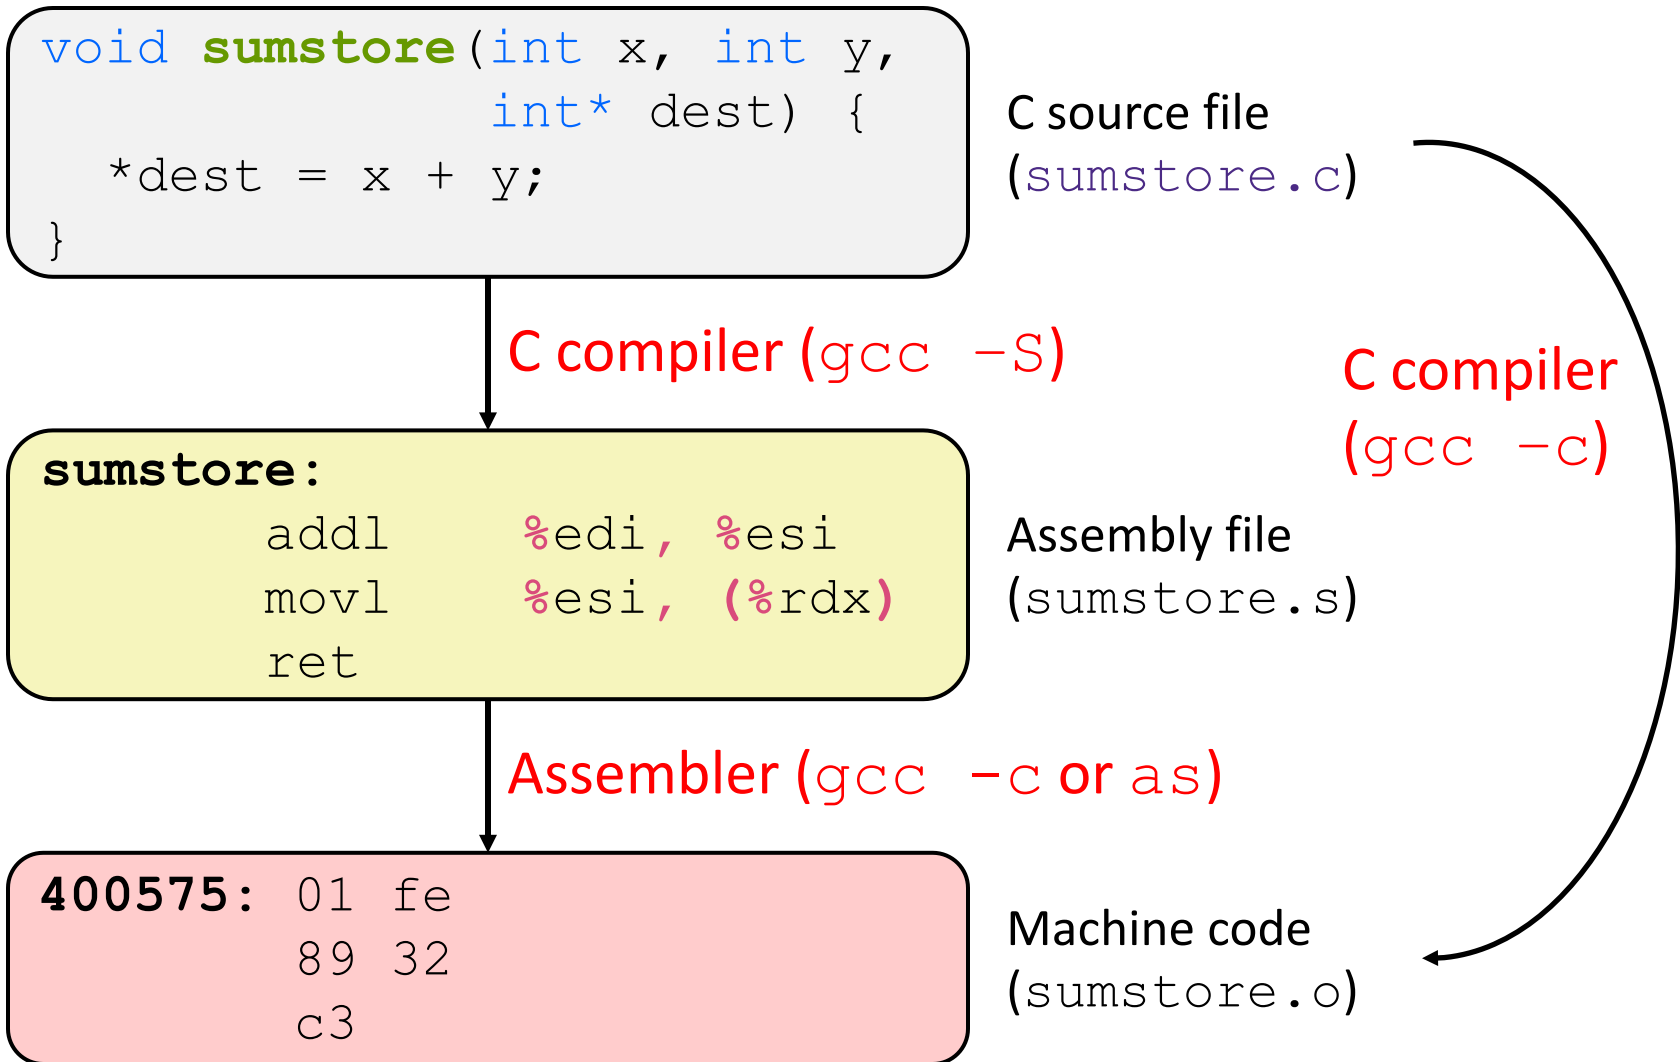 void sumstore(int x, int y,
int* dest) {
*dest = x + y;
}
C source file
(sumstore.c)
C compiler (gcc -S)
C compiler
(gcc -c)
sumstore:
addl %edi, %esi
movl %esi, (%rdx)
ret
Assembly file
(sumstore.s)
Assembler (gcc -c or as)
400575: 01 fe
89 32
c3
Machine code
(sumstore.o)